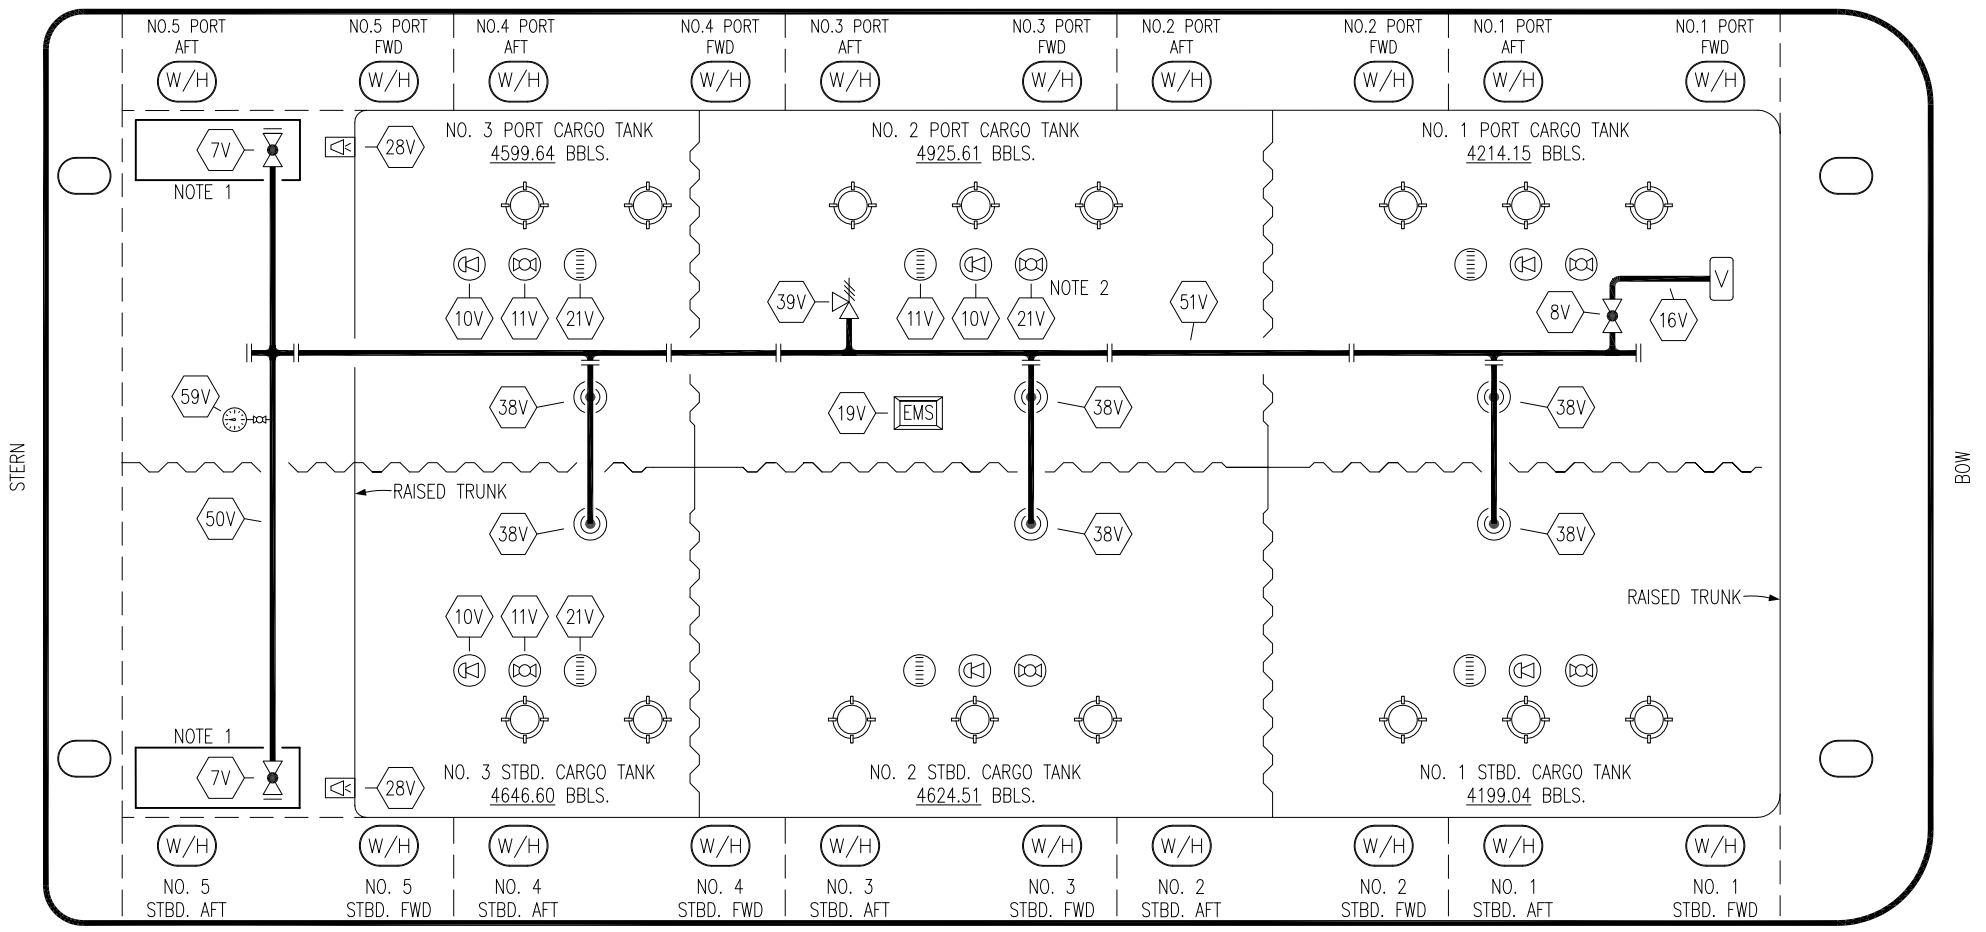 NO.5 PORT
AFT
NO.5 PORT
FWD
NO.4 PORT
AFT
NO.4 PORT
FWD
NO.3 PORT
AFT
NO.3 PORT
FWD
NO.2 PORT
AFT
NO.2 PORT
FWD
NO.1 PORT
AFT
NO.1 PORT
FWD
W/H
W/H
W/H
W/H
W/H
W/H
W/H
W/H
W/H
W/H
7V
NOTE 1
28V
NO. 3 PORT CARGO TANK
4599.64 BBLS.
NO. 2 PORT CARGO TANK
4925.61 BBLS.
NO. 1 PORT CARGO TANK
4214.15 BBLS.
10V
11V
21V
39V
11V
10V
21V
NOTE 2
51V
8V
16V
V
59V
38V
19V
EMS
38V
38V
STERN
BOW
RAISED TRUNK
50V
38V
38V
38V
RAISED TRUNK
10V
11V
21V
NOTE 1
7V
28V
NO. 3 STBD. CARGO TANK
4646.60 BBLS.
NO. 2 STBD. CARGO TANK
4624.51 BBLS.
NO. 1 STBD. CARGO TANK
4199.04 BBLS.
W/H
W/H
W/H
W/H
W/H
W/H
W/H
W/H
W/H
W/H
NO. 5
STBD. AFT
NO. 5
STBD. FWD
NO. 4
STBD. AFT
NO. 4
STBD. FWD
NO. 3
STBD. AFT
NO. 3
STBD. FWD
NO. 2
STBD. AFT
NO. 2
STBD. FWD
NO. 1
STBD. AFT
NO. 1
STBD. FWD